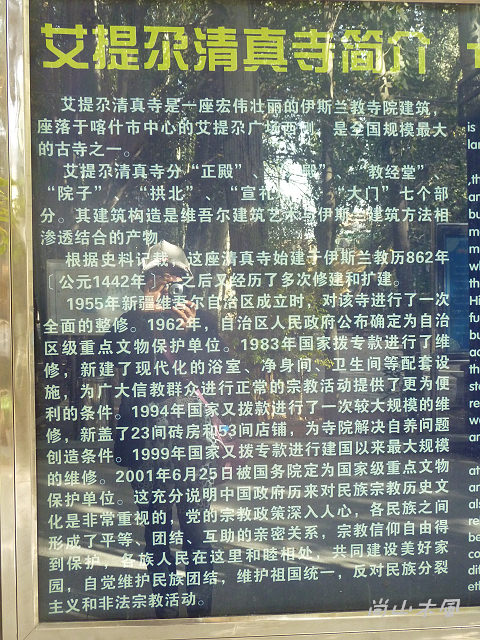 艾提尕清真寺简介
艾提尕清真寺是一座宏伟壮丽的伊斯兰教寺院建筑,
座落于喀什市中心的艾提尕广场西侧。是全国规模最大
的古寺之一。
艾提尕清真寺分“正殿”、 殿”、 教经堂”
“院子” “拱北”、“宣礼 “大门”七个部
分。其建筑构造是维吾尔建筑艺术与伊斯兰建筑方法相
渗透结合的产物。
根据史料记载,这座清真寺始建于伊斯兰教历862年
〔公元1442年〕 之后又经历了多次修建和扩建。
1955年新疆维吾尔自治区成立时,对该寺进行了一次
全面的整修。1962年,自治区人民政府公布确定为自治
区级重点文物保护单位。1983年国家拨专款进行了维
修,新建了现代化的浴室、净身间、卫生间等配套设
施,为广大信教群众进行正常的宗教活动提供了更为便
利的条件。1994年国家又拨款进行了一次较大规模的维
修,新盖了23间砖房和53间店铺,为寺院解决自养问题
创造条件。1999年国家又拨专款进行建国以来最大规模
的维修。2001年6月25日被国务院定为国家级重点文物
保护单位。这充分说明中国政府历来对民族宗教历史文
化是非常重视的,党的宗教政策深入人心,各民族之间
形成了平等、团结、互助的亲密关系,宗教信仰自由得
到保护,各族人民在这里和睦相处,共同建设美好家
园,自觉维护民族团结,维护祖国统一,反对民族分裂
主义和非法宗教活动。